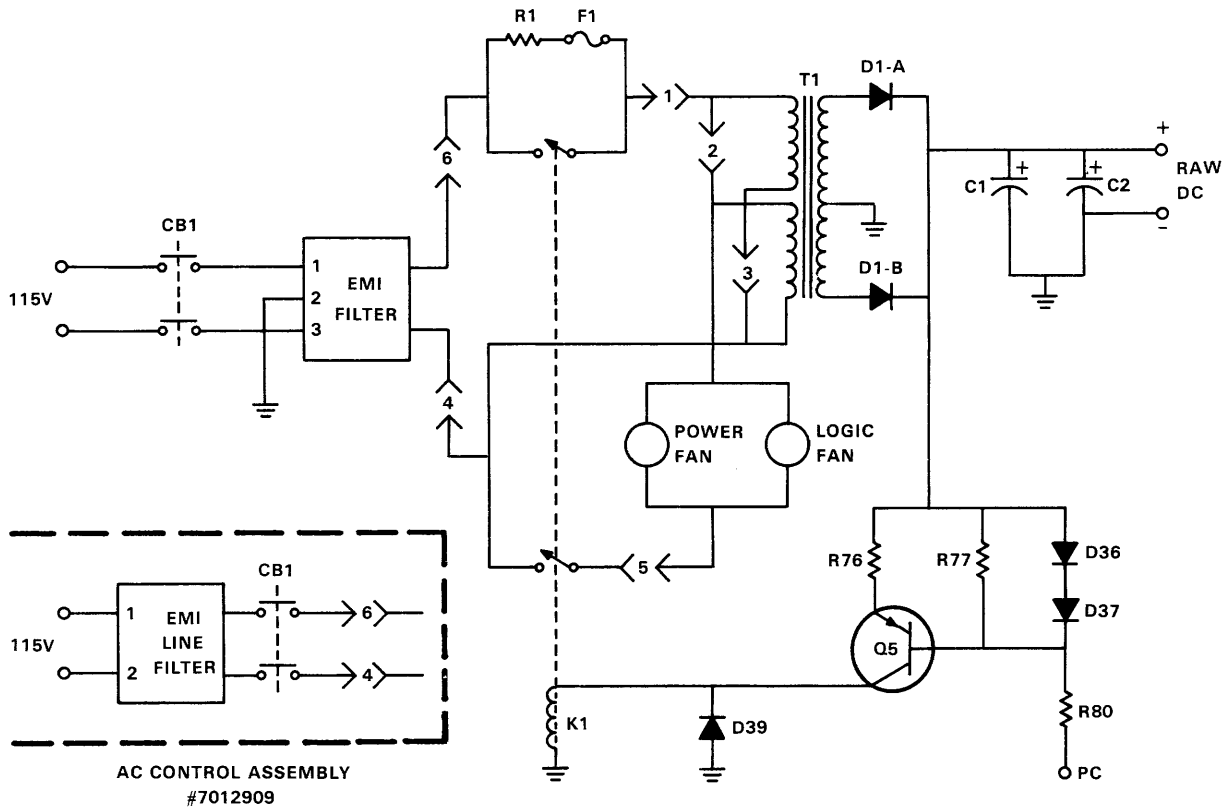 R1 F1
1
T1
D1-A
+
2
6
C1 +
C2 +
RAW
DC
-
CB1
115V
1
2
3
EMI
FILTER
3
D1-B
4
POWER
FAN
LOGIC
FAN
R76
R77
D36
5
D37
CB1
115V
1
2
EMI
LINE
FILTER
6
4
Q5
K1
D39
R80
PC
AC CONTROL ASSEMBLY
#7012909